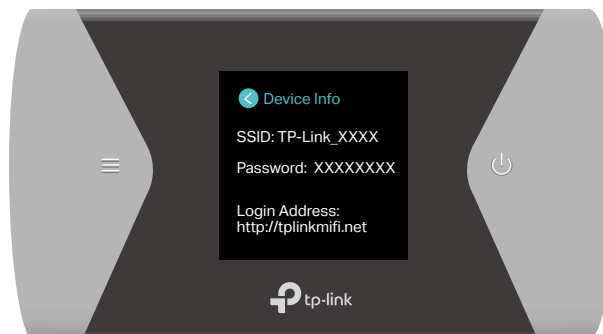 Device Info
SSID: TP-Link_XXXX
Password: XXXXXXXX
Login Address:
http://tplinkmifi.net
tp-link